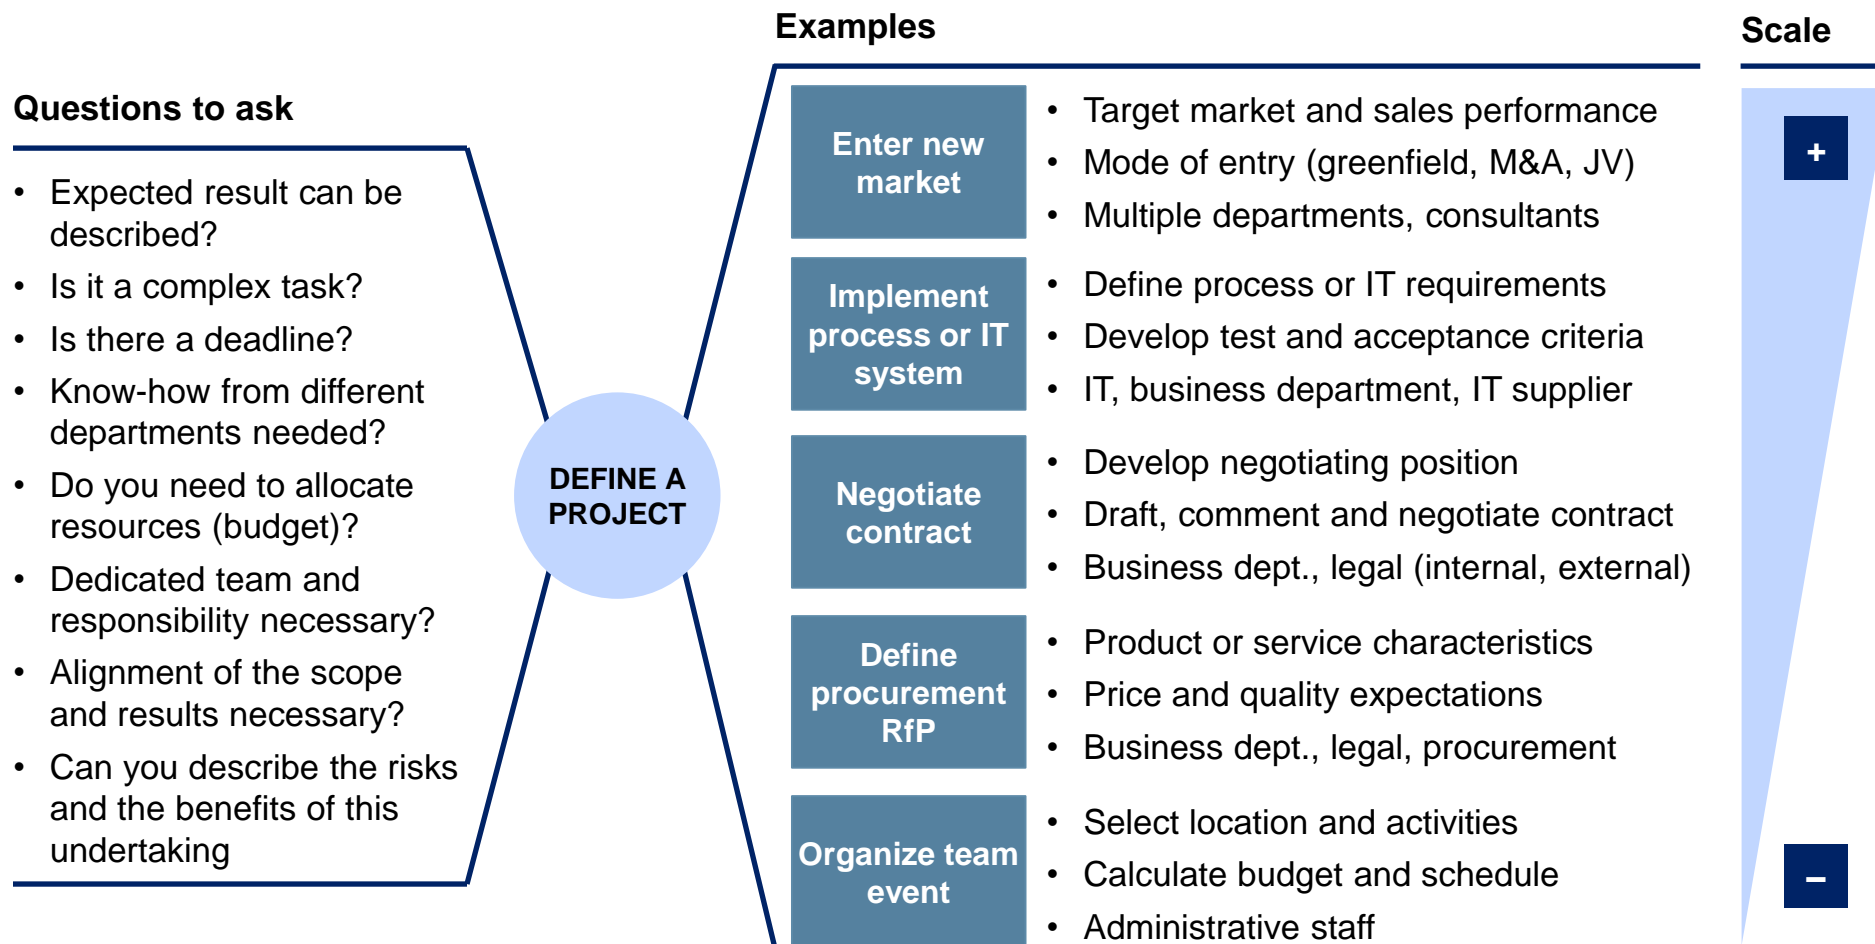 Questions to ask
• Expected result can be
described?
• Is it a complex task?
• Is there a deadline?
• Know-how from different
departments needed?
• Do you need to allocate
resources (budget)?
• Dedicated team and
responsibility necessary?
• Alignment of the scope
and results necessary?
• Can you describe the risks
and the benefits of this
undertaking
DEFINE A
PROJECT
Examples
Enter new
market
• Target market and sales performance
• Mode of entry (greenfield, M&A, JV)
• Multiple departments, consultants
Implement
process or IT
system
• Define process or IT requirements
• Develop test and acceptance criteria
• IT, business department, IT supplier
Negotiate
contract
• Develop negotiating position
• Draft, comment and negotiate contract
• Business dept., legal (internal, external)
Define
procurement
RfP
• Product or service characteristics
• Price and quality expectations
• Business dept., legal, procurement
Organize team
event
• Select location and activities
• Calculate budget and schedule
• Administrative staff
Scale
+
–